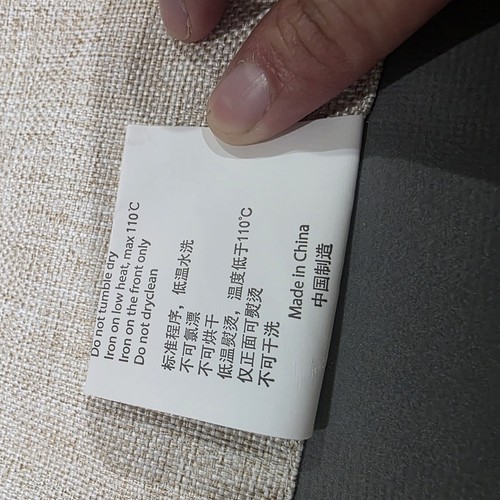 Do not tumble dry
Iron on low heat, max 110℃
Iron on the front only
Do not dryclean
标准程序，低温水洗
不可氯漂
不可烘干
低温熨烫，温度低于110℃
仅正面可熨烫
不可干洗
Made in China
中国制造